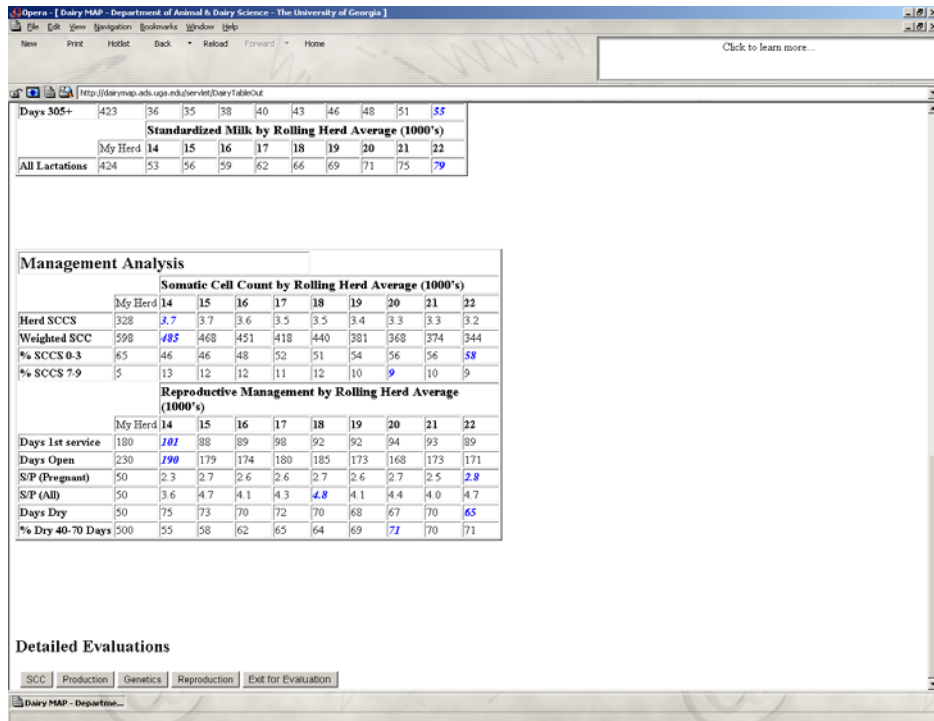 Opera - [ Dairy MAP - Department of Animal & Dairy Science - The University of Georgia ]
File Edit View Navigation Bookmarks Window Help
New Print Hotlist Back Reload Forward Home
Click to learn more...
http://dairymap.ads.uga.edu/servlet/DairyTableOut
Days 305+ 423 36 35 38 40 43 46 48 51 55
Standardized Milk by Rolling Herd Average (1000's)
My Herd 14 15 16 17 18 19 20 21 22
All Lactations 424 53 56 59 62 66 69 71 75 79
Management Analysis
Somatic Cell Count by Rolling Herd Average (1000's)
My Herd 14 15 16 17 18 19 20 21 22
Herd SCCS 328 3.7 3.7 3.6 3.5 3.5 3.4 3.3 3.3 3.2
Weighted SCC 598 485 468 451 418 440 381 368 374 344
% SCCS 0-3 65 46 46 48 52 51 54 56 56 58
% SCCS 7-9 5 13 12 12 11 12 10 9 10 9
Reproductive Management by Rolling Herd Average
(1000's)
My Herd 14 15 16 17 18 19 20 21 22
Days 1st service 180 101 88 89 98 92 92 94 93 89
Days Open 230 190 179 174 180 185 173 168 173 171
S/P (Pregnant) 50 2.3 2.7 2.6 2.6 2.7 2.6 2.7 2.5 2.8
S/P (All) 50 3.6 4.7 4.1 4.3 4.8 4.1 4.4 4.0 4.7
Days Dry 50 75 73 70 72 70 68 67 70 65
% Dry 40-70 Days 500 55 58 62 65 64 69 71 70 71
Detailed Evaluations
SCC Production Genetics Reproduction Exit for Evaluation
Dairy MAP - Departme...